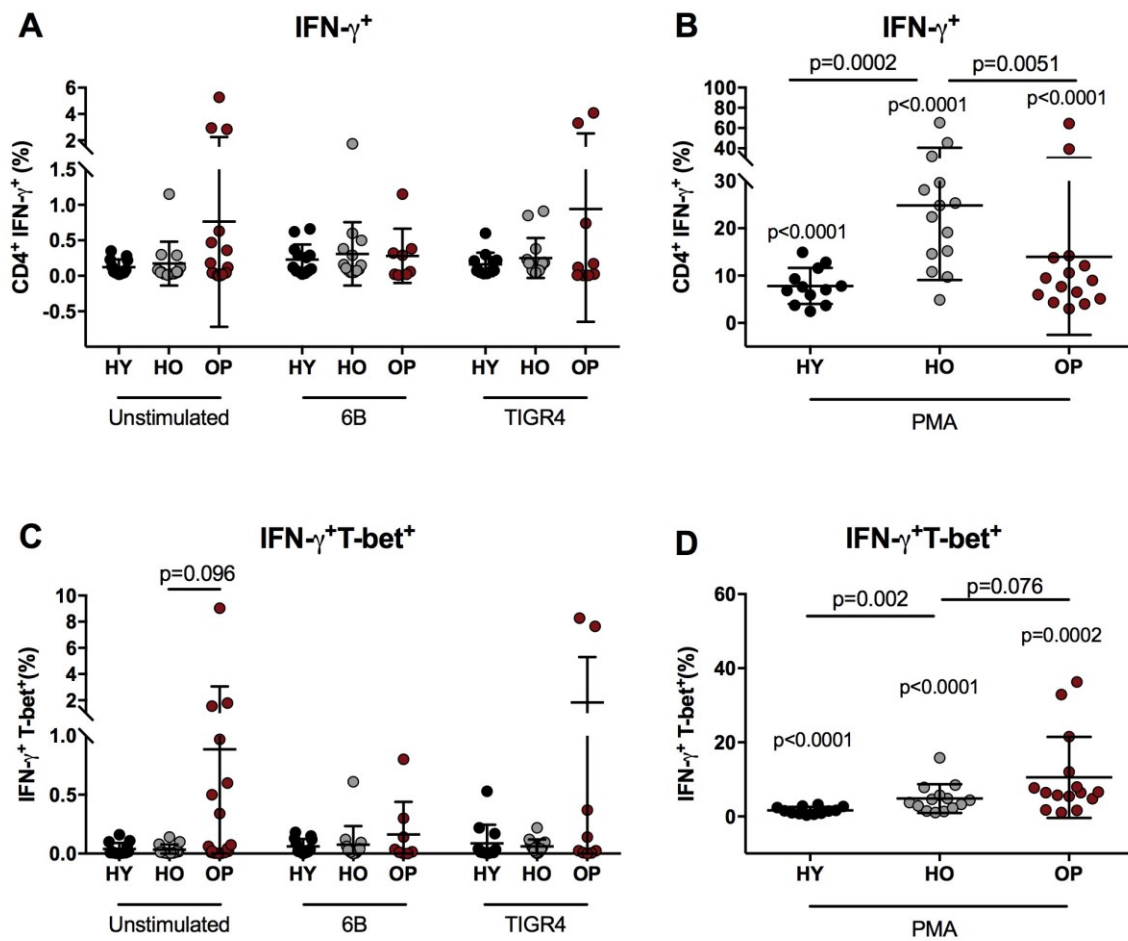 A
IFN-γ⁺
CD4⁺ IFN-γ⁺ (%)
6
4
2
1.5
1.0
0.5
0.0
-0.5
HY HO OP HY HO OP HY HO OP
Unstimulated 6B TIGR4
B
IFN-γ⁺
p=0.0002 p=0.0051
CD4⁺ IFN-γ⁺ (%)
100
80
60
40
30
20
10
0
p<0.0001
p<0.0001
p<0.0001
HY HO OP
PMA
C
IFN-γ⁺T-bet⁺
p=0.096
IFN-γ⁺ T-bet⁺(%)
10
8
6
4
2
1.0
0.5
0.0
HY HO OP HY HO OP HY HO OP
Unstimulated 6B TIGR4
D
IFN-γ⁺T-bet⁺
p=0.002 p=0.076
IFN-γ⁺ T-bet⁺(%)
60
40
20
0
p<0.0001
p<0.0001
p=0.0002
HY HO OP
PMA